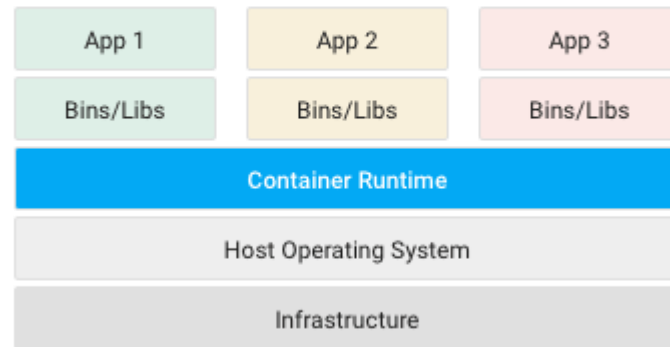 App 1 App 2 App 3
Bins/Libs Bins/Libs Bins/Libs
Container Runtime
Host Operating System
Infrastructure